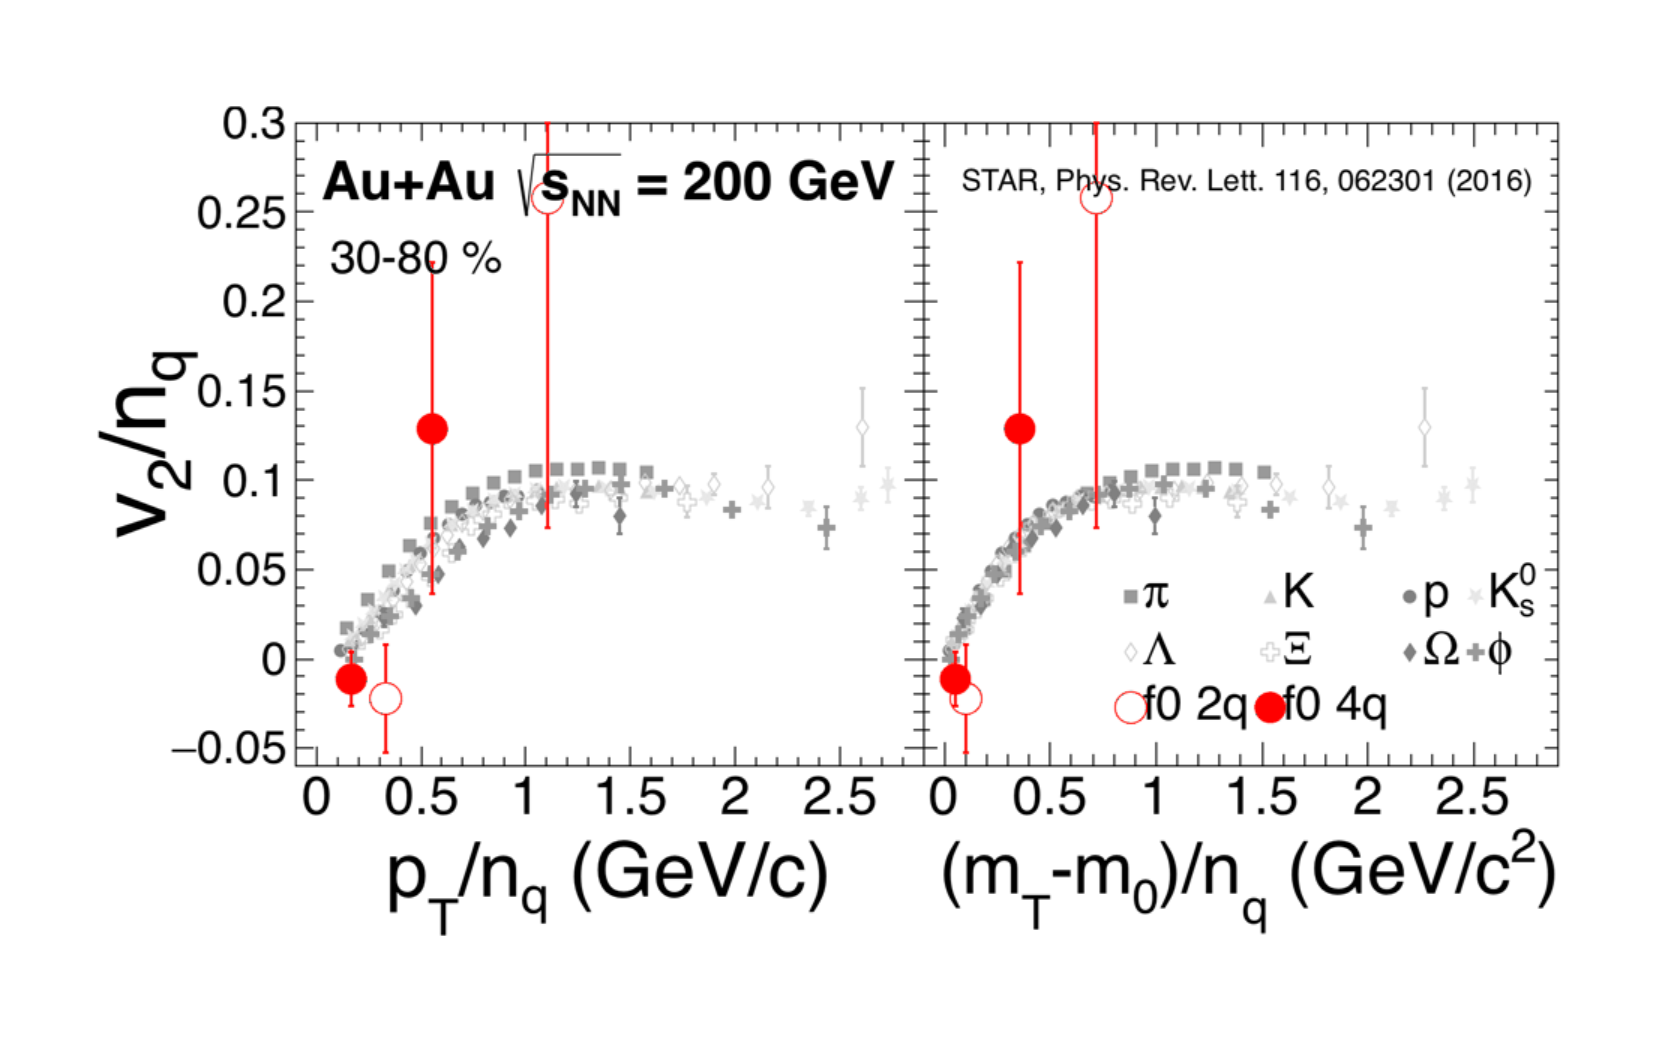 0.3
0.25
0.2
0.15
0.1
0.05
0
−0.05
v2/nq
Au+Au √sNN = 200 GeV
30-80 %
STAR, Phys. Rev. Lett. 116, 062301 (2016)
π K p K0s
Λ Ξ Ω ϕ
f0 2q f0 4q
0 0.5 1 1.5 2 2.5 0 0.5 1 1.5 2 2.5
pT/nq (GeV/c)
(mT-m0)/nq (GeV/c2)